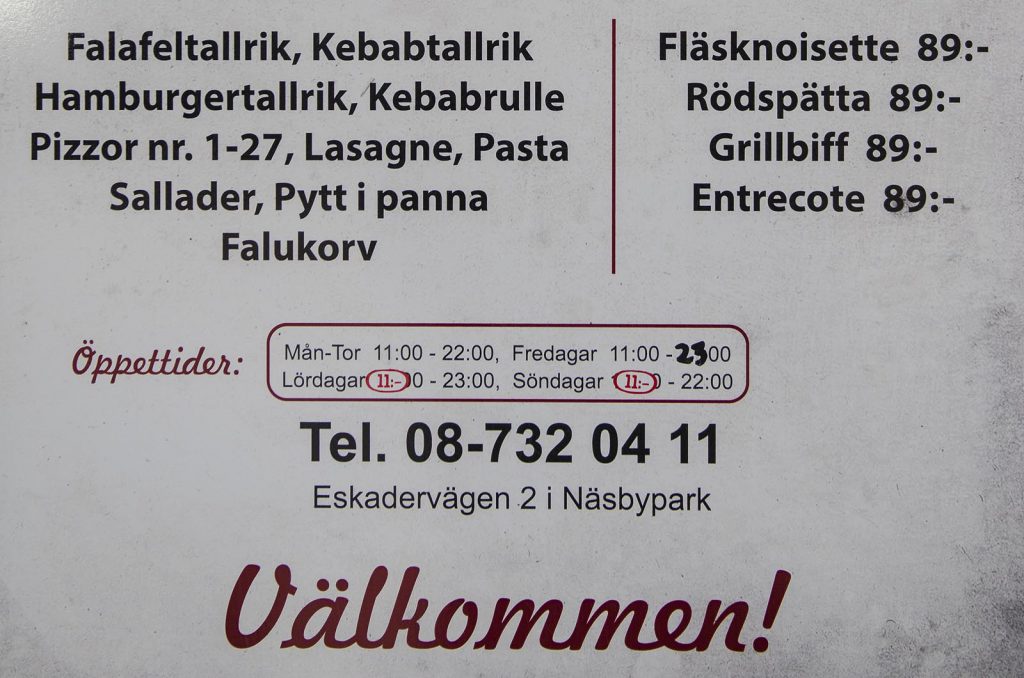 Falafeltallrik, Kebabtallrik
Hamburgertallrik, Kebabrulle
Pizzor nr. 1-27, Lasagne, Pasta
Sallader, Pytt i panna
Falukorv
Fläsknoisette 89:-
Rödspätta 89:-
Grillbiff 89:-
Entrecote 89:-
Öppettider:
Mån-Tor 11:00 - 22:00, Fredagar 11:00 - 23:00
Lördagar 11:-00 - 23:00, Söndagar 11:-0 - 22:00
Tel. 08-732 04 11
Eskadervägen 2 i Näsbypark
Välkommen!